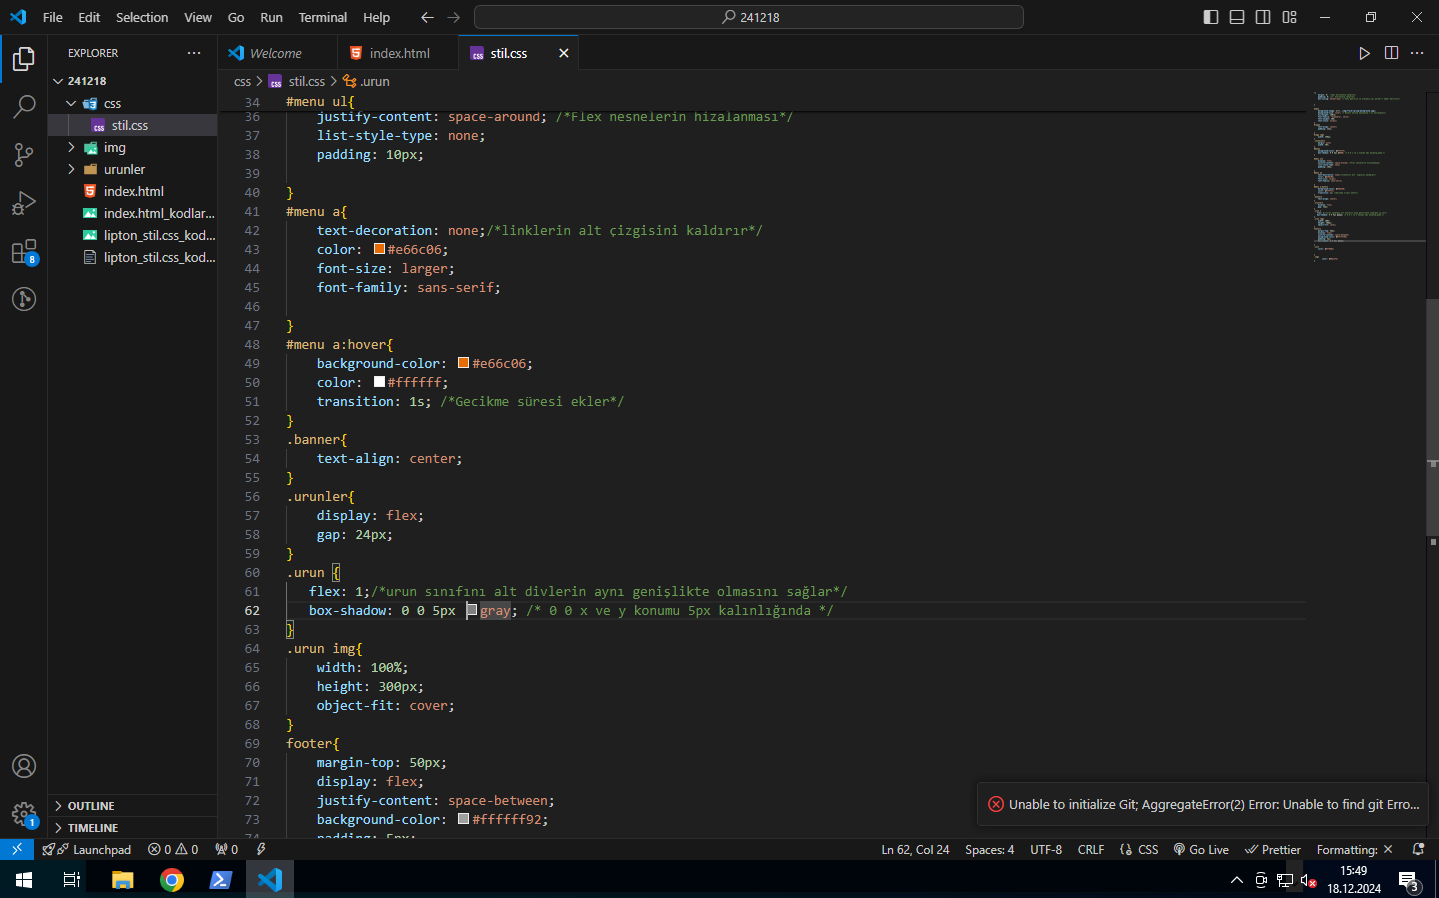 File Edit Selection View Go Run Terminal Help
241218
EXPLORER
241218
css
stil.css
img
urunler
index.html
index.html_kodlar...
lipton_stil.css_kod...
lipton_stil.css_kod...
OUTLINE
TIMELINE
8
1
Welcome
index.html
stil.css
css > stil.css > .urun
34 #menu ul{
36 justify-content: space-around; /*Flex nesnelerin hizalanması*/
37 list-style-type: none;
38 padding: 10px;
39
40 }
41 #menu a{
42 text-decoration: none;/*linklerin alt çizgisini kaldırır*/
43 color: #e66c06;
44 font-size: larger;
45 font-family: sans-serif;
46
47 }
48 #menu a:hover{
49 background-color: #e66c06;
50 color: #ffffff;
51 transition: 1s; /*Gecikme süresi ekler*/
52 }
53 .banner{
54 text-align: center;
55 }
56 .urunler{
57 display: flex;
58 gap: 24px;
59 }
60 .urun {
61 flex: 1;/*urun sınıfını alt divlerin aynı genişlikte olmasını sağlar*/
62 box-shadow: 0 0 5px gray; /* 0 0 x ve y konumu 5px kalınlığında */
63 }
64 .urun img{
65 width: 100%;
66 height: 300px;
67 object-fit: cover;
68 }
69 footer{
70 margin-top: 50px;
71 display: flex;
72 justify-content: space-between;
73 background-color: #ffffff92;
74 padding: 5px;
Unable to initialize Git; AggregateError(2) Error: Unable to find git Erro...
Launchpad 0 0 0
Ln 62, Col 24 Spaces: 4 UTF-8 CRLF CSS Go Live Prettier Formatting:
15:49
18.12.2024
3